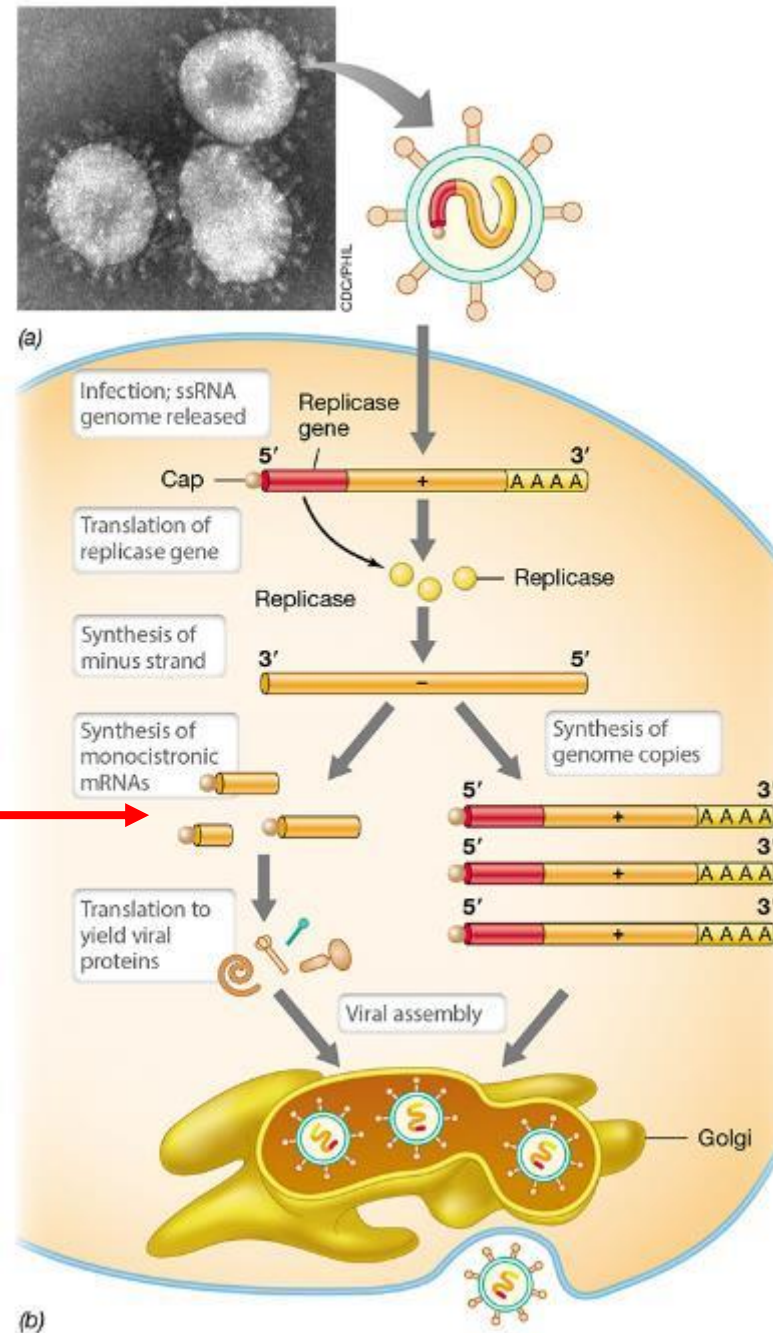 CDC/PHIL
(a)
Infection; ssRNA
genome released
Replicase
gene
5′
3′
Cap
+
A A A A
Translation of
replicase gene
Replicase
Replicase
Synthesis of
minus strand
3′
5′
−
Synthesis of
monocistronic
mRNAs
Synthesis of
genome copies
5′
3′
+
A A A A
5′
3′
+
A A A A
5′
3′
+
A A A A
Translation to
yield viral
proteins
Viral assembly
Golgi
(b)